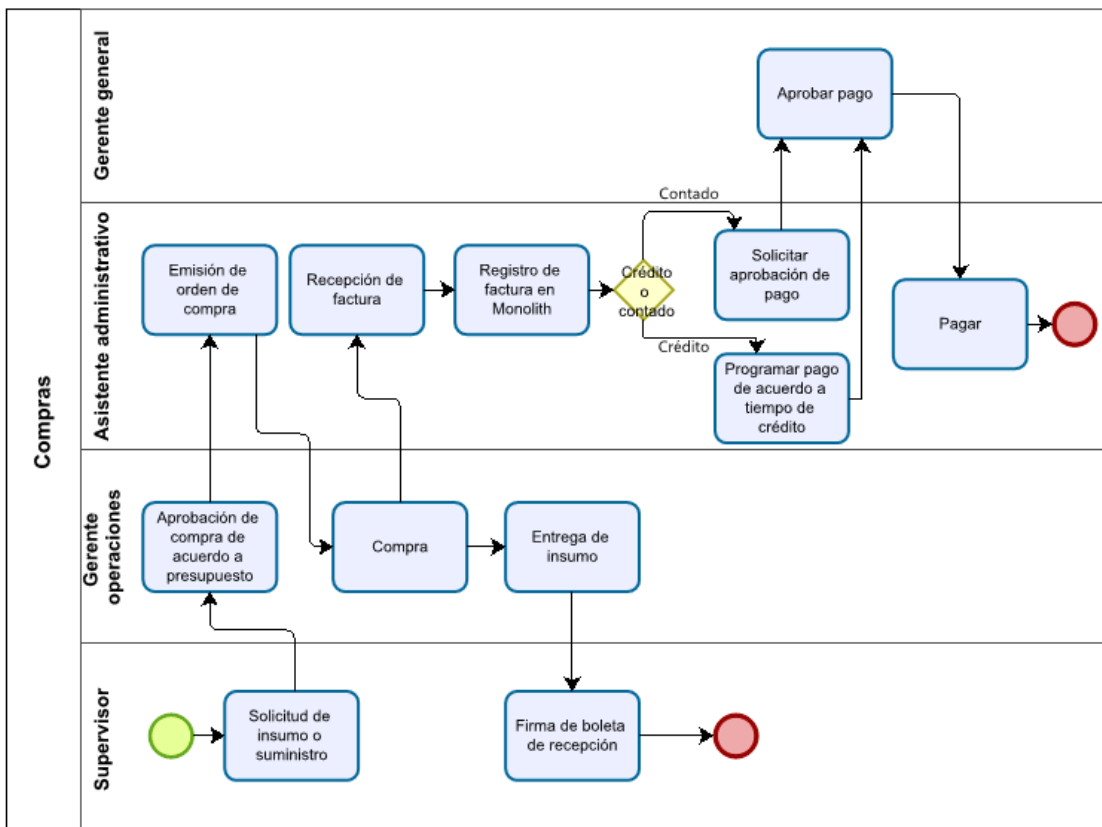 Compras
Gerente general
Aprobar pago
Asistente administrativo
Emisión de
orden de
compra
Recepción de
factura
Registro de
factura en
Monolith
Crédito
o
contado
Contado
Solicitar
aprobación de
pago
Crédito
Programar pago
de acuerdo a
tiempo de
crédito
Pagar
Gerente
operaciones
Aprobación de
compra de
acuerdo a
presupuesto
Compra
Entrega de
insumo
Supervisor
Solicitud de
insumo o
suministro
Firma de boleta
de recepción